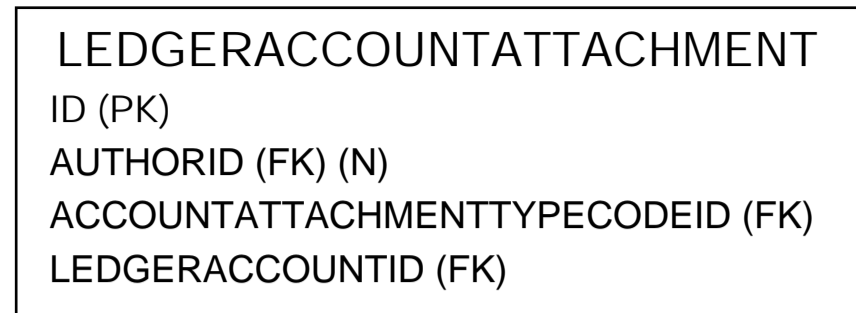 LEDGERACCOUNTATTACHMENT
ID (PK)
AUTHORID (FK) (N)
ACCOUNTATTACHMENTTYPECODEID (FK)
LEDGERACCOUNTID (FK)